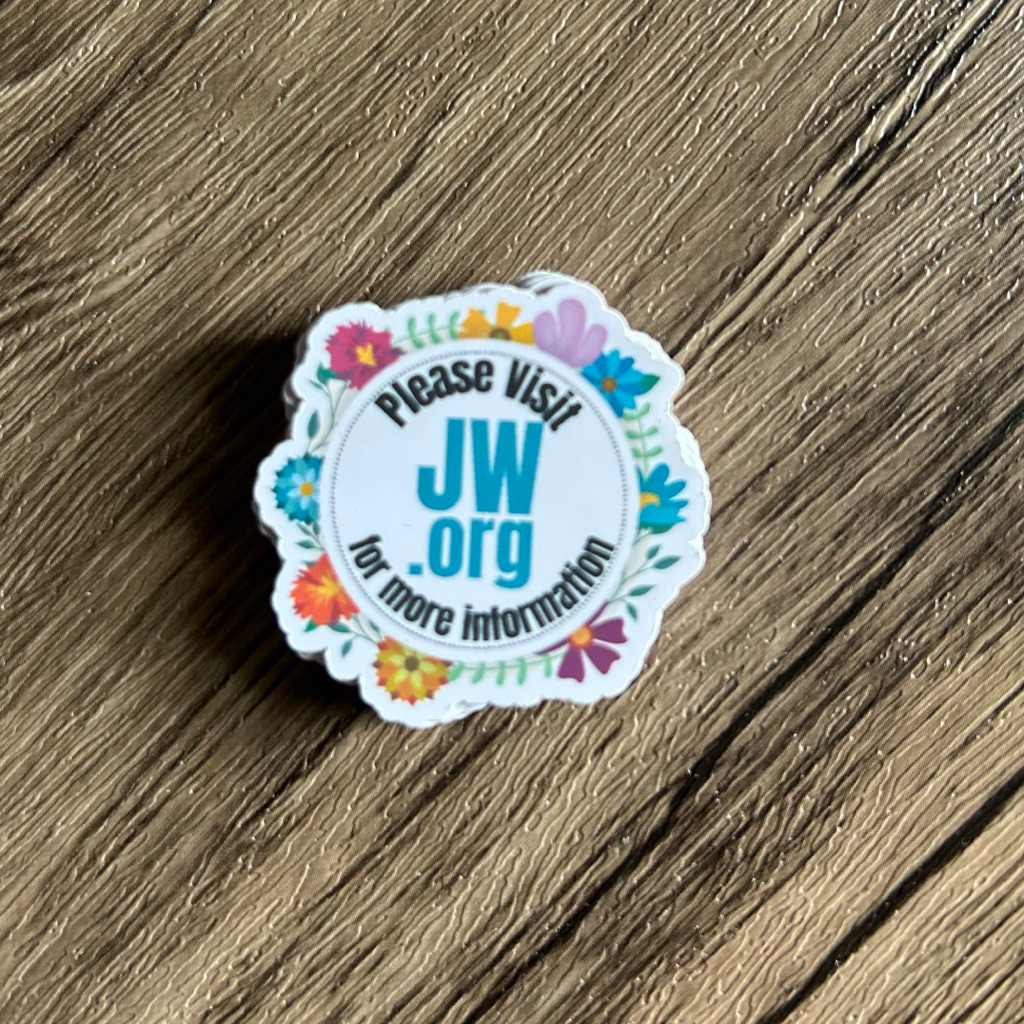 Please Visit
JW
.org
for more information